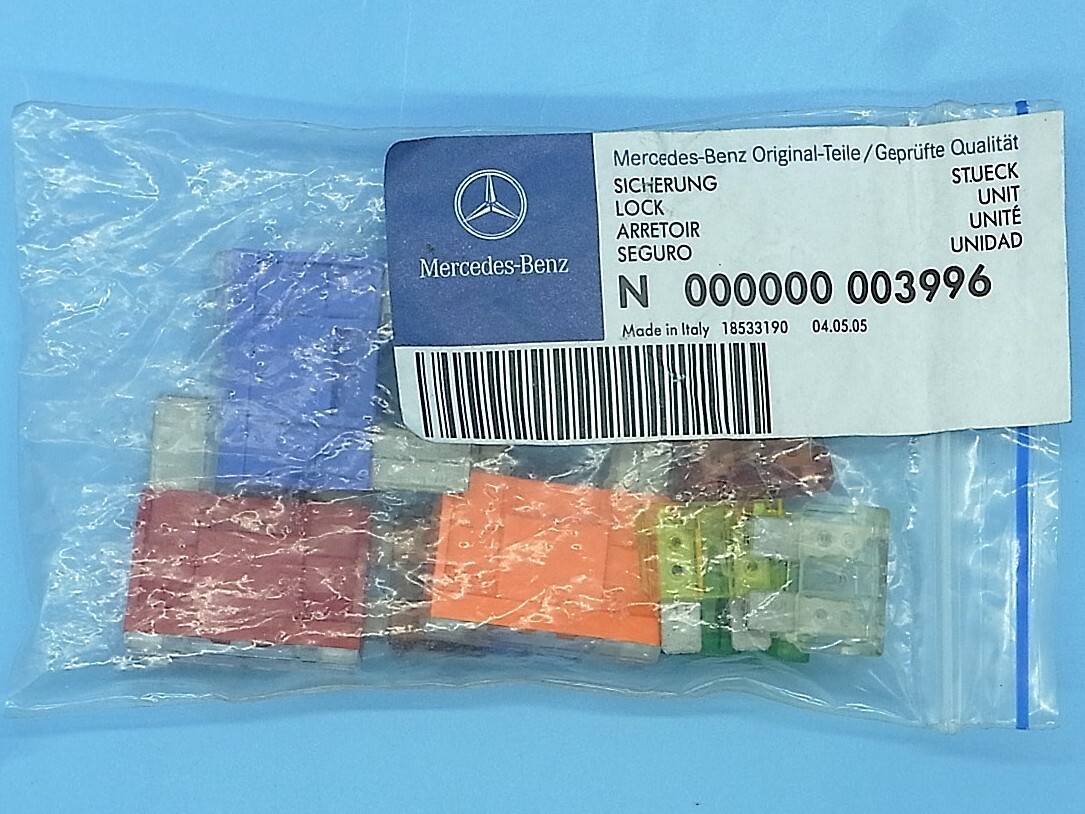 Mercedes-Benz
Mercedes-Benz Original-Teile/Geprüfte Qualität
SICHERUNG STUECK
LOCK UNIT
ARRETOIR UNITÉ
SEGURO UNIDAD
N 000000 003996
Made in Italy 18533190 04.05.05